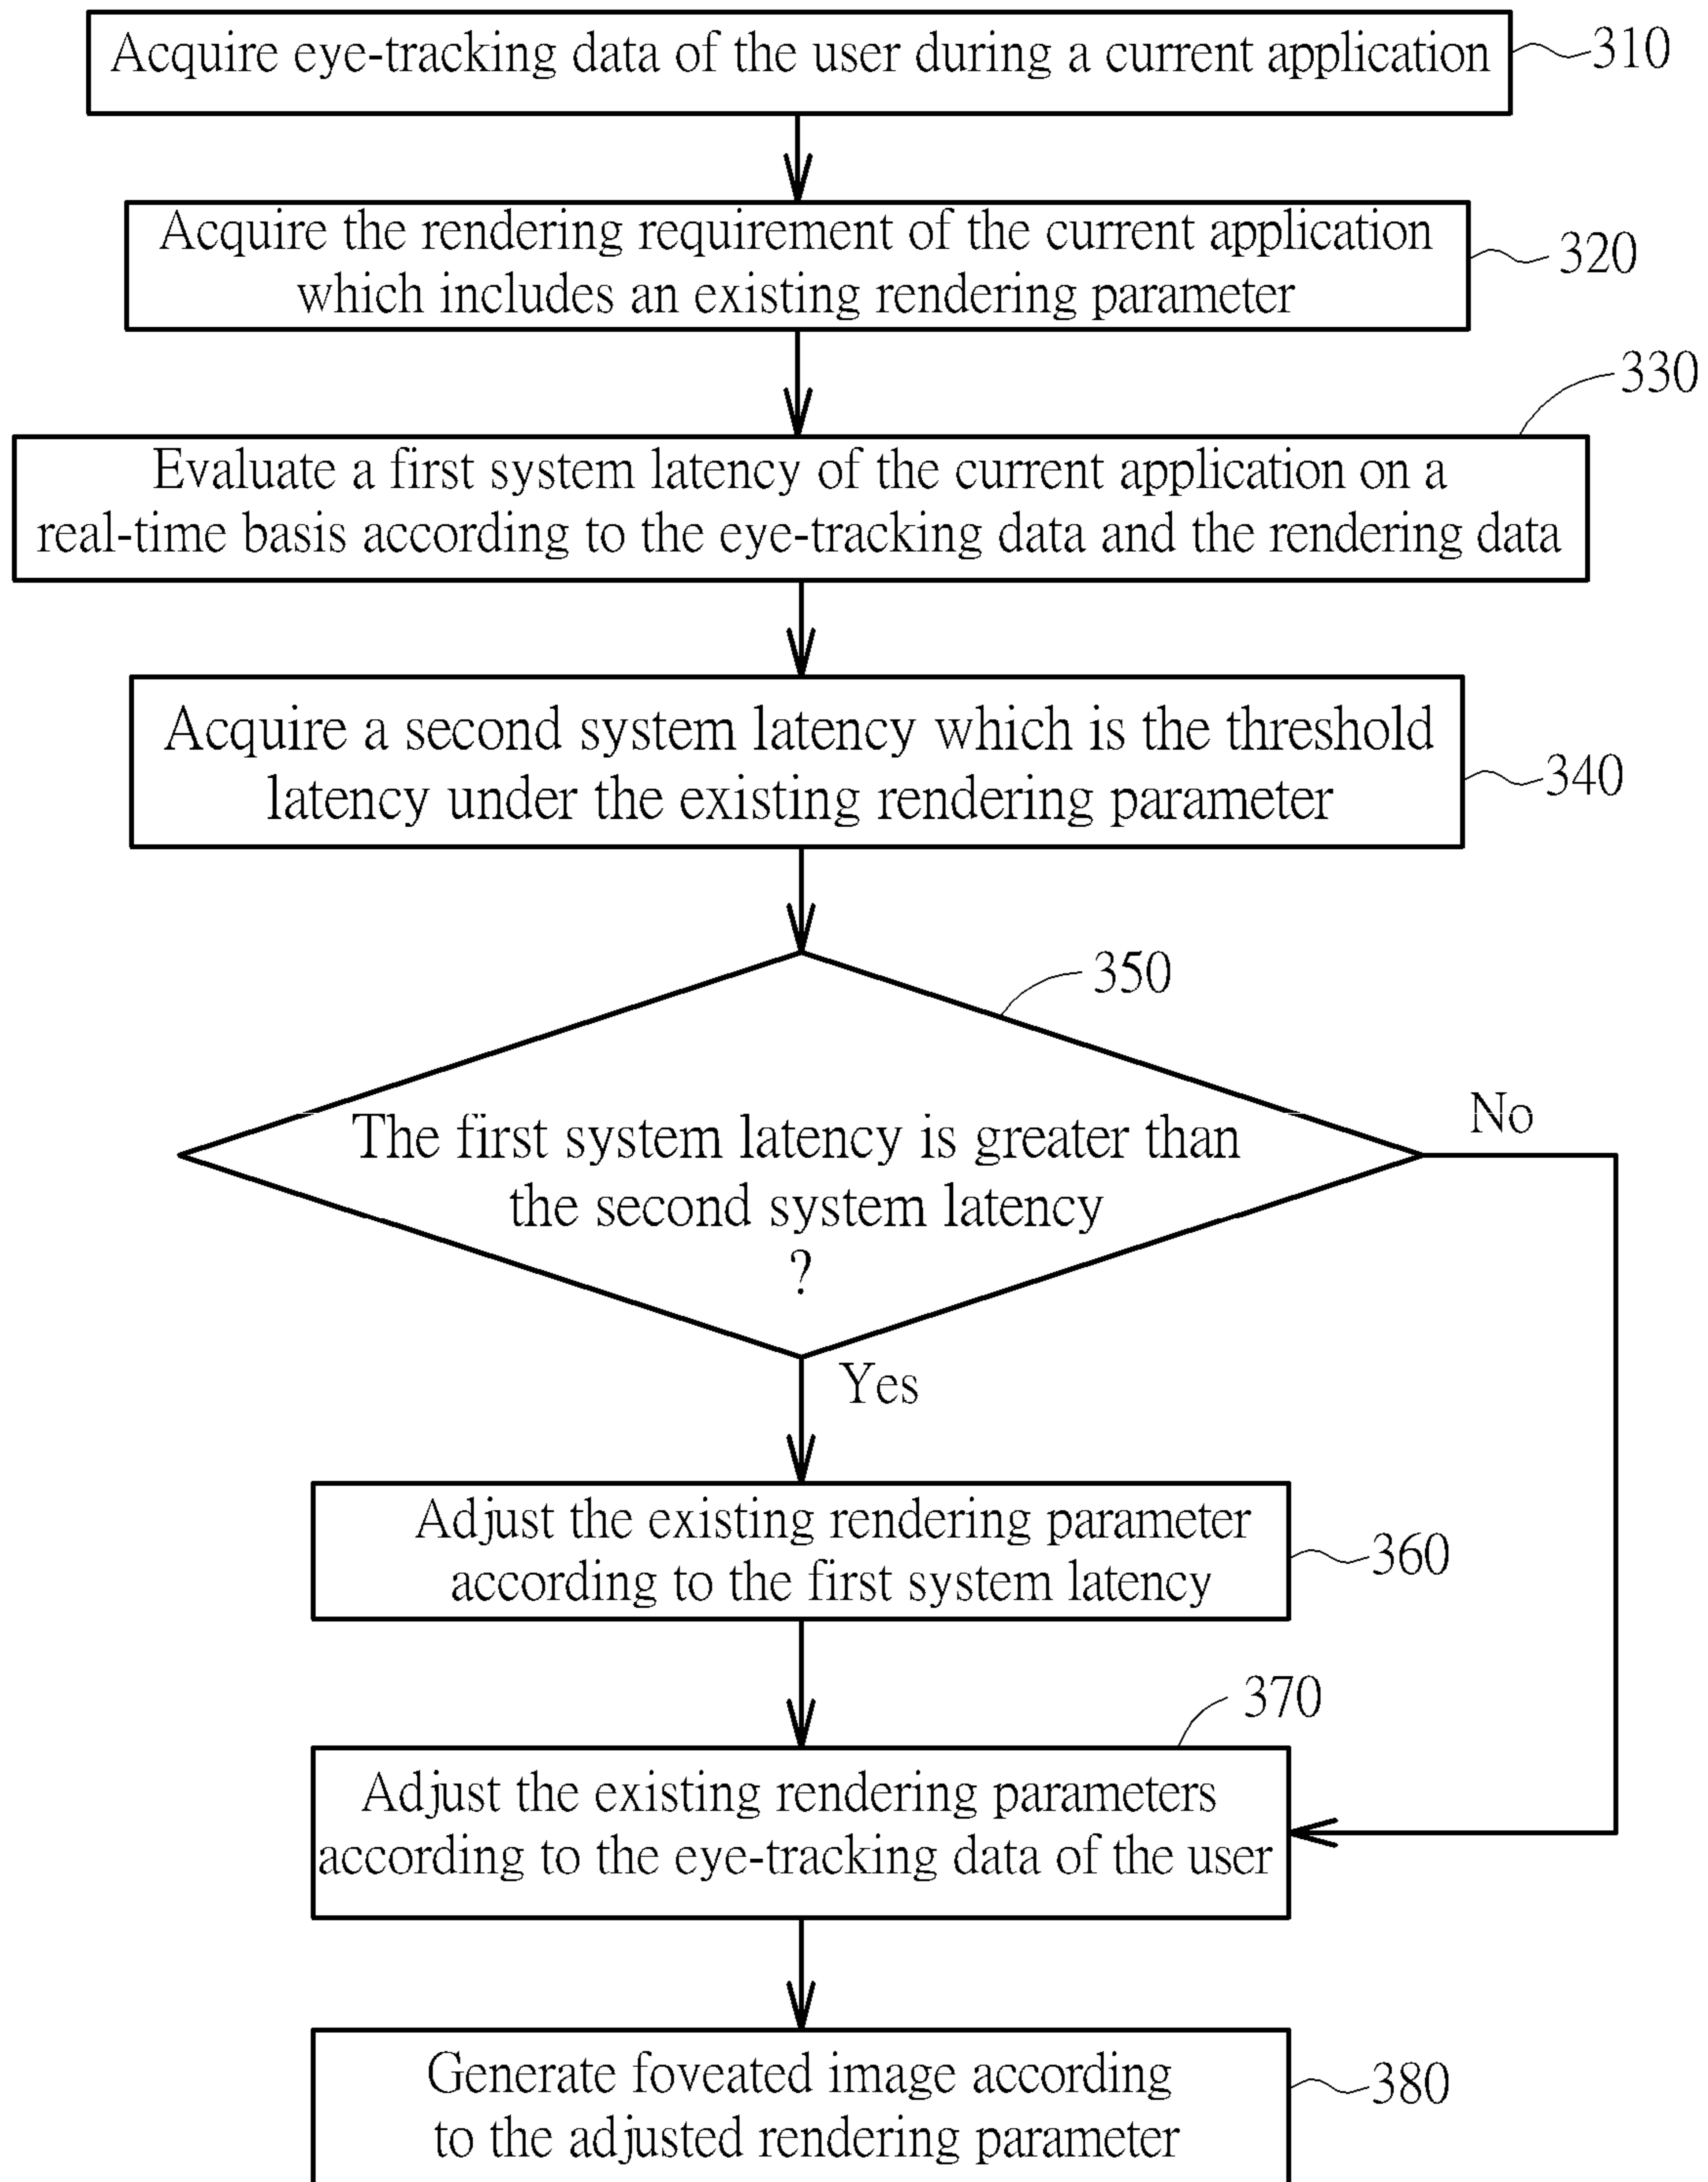 Acquire eye-tracking data of the user during a current application
310
Acquire the rendering requirement of the current application
which includes an existing rendering parameter
320
330
Evaluate a first system latency of the current application on a
real-time basis according to the eye-tracking data and the rendering data
Acquire a second system latency which is the threshold
latency under the existing rendering parameter
340
350
The first system latency is greater than
the second system latency
?
No
Yes
Adjust the existing rendering parameter
according to the first system latency
360
370
Adjust the existing rendering parameters
according to the eye-tracking data of the user
Generate foveated image according
to the adjusted rendering parameter
380